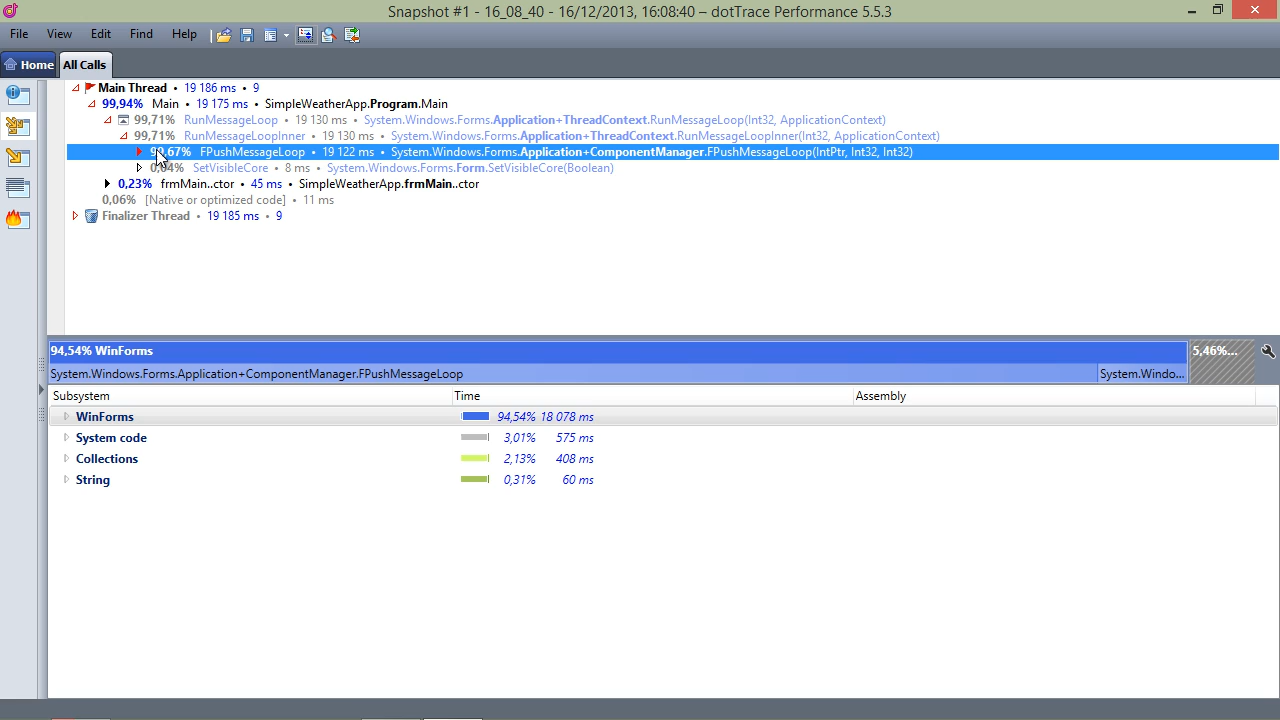 Snapshot #1 - 16_08_40 - 16/12/2013, 16:08:40 – dotTrace Performance 5.5.3
File View Edit Find Help
Home All Calls
Main Thread • 19 186 ms • 9
99,94% Main • 19 175 ms • SimpleWeatherApp.Program.Main
99,71% RunMessageLoop • 19 130 ms • System.Windows.Forms.Application+ThreadContext.RunMessageLoop(Int32, ApplicationContext)
99,71% RunMessageLoopInner • 19 130 ms • System.Windows.Forms.Application+ThreadContext.RunMessageLoopInner(Int32, ApplicationContext)
99,67% FPushMessageLoop • 19 122 ms • System.Windows.Forms.Application+ComponentManager.FPushMessageLoop(IntPtr, Int32, Int32)
0,04% SetVisibleCore • 8 ms • System.Windows.Forms.Form.SetVisibleCore(Boolean)
0,23% frmMain..ctor • 45 ms • SimpleWeatherApp.frmMain..ctor
0,06% [Native or optimized code] • 11 ms
Finalizer Thread • 19 185 ms • 9
94,54% WinForms 5,46%...
System.Windows.Forms.Application+ComponentManager.FPushMessageLoop System.Windo...
Subsystem Time Assembly
WinForms 94,54% 18 078 ms
System code 3,01% 575 ms
Collections 2,13% 408 ms
String 0,31% 60 ms